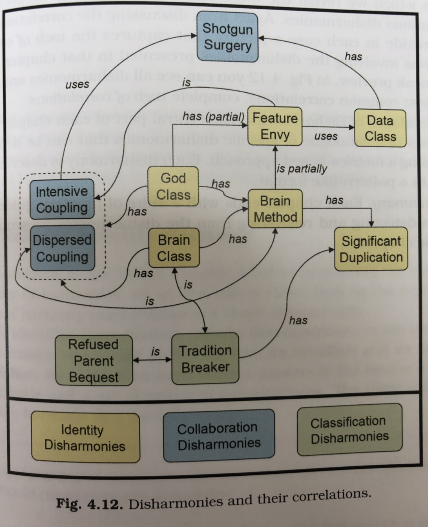 Shotgun
Surgery
uses
is
has
has (partial)
Feature
Envy
uses
Data
Class
is partially
God
Class
has
has
Intensive
Coupling
Dispersed
Coupling
Brain
Method
has
Brain
Class
has
has
Significant
Duplication
is
is
has
Refused
Parent
Bequest
is
Tradition
Breaker
Identity
Disharmonies
Collaboration
Disharmonies
Classification
Disharmonies
Fig. 4.12. Disharmonies and their correlations.